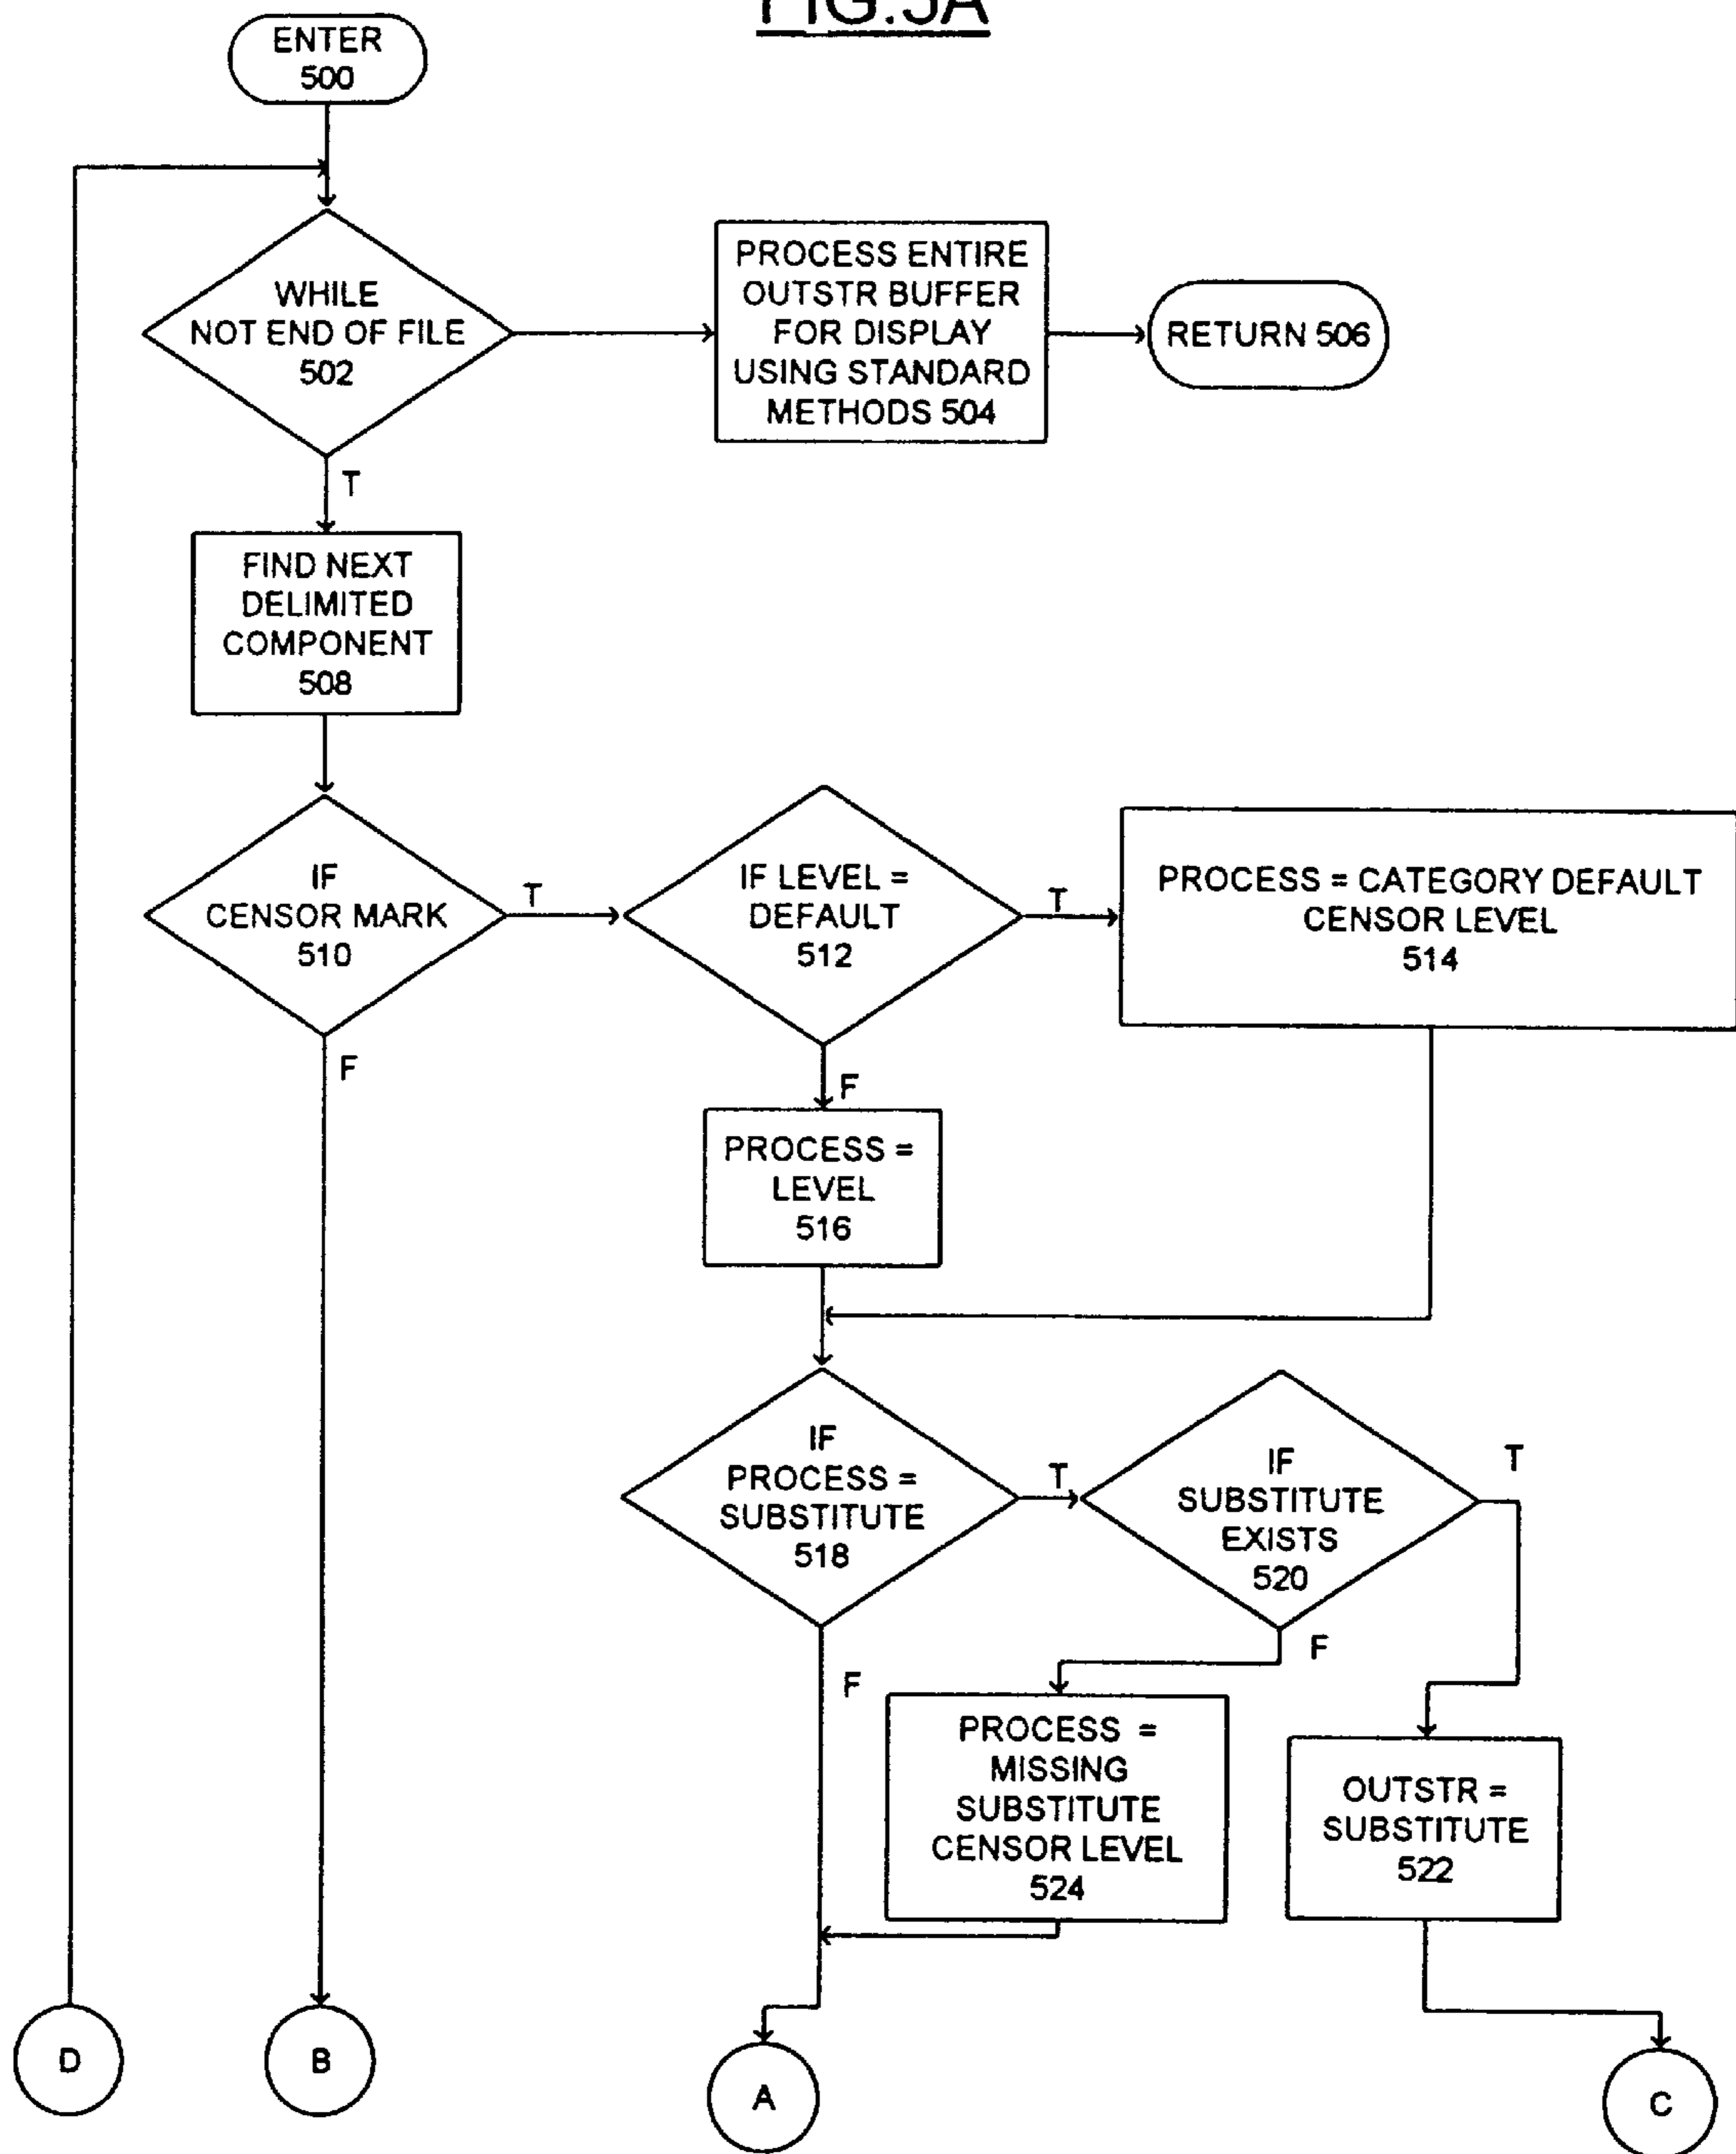 FIG.5A
ENTER
500
WHILE
NOT END OF FILE
502
PROCESS ENTIRE
OUTSTR BUFFER
FOR DISPLAY
USING STANDARD
METHODS 504
RETURN 506
T
FIND NEXT
DELIMITED
COMPONENT
508
IF
CENSOR MARK
510
T
IF LEVEL =
DEFAULT
512
T
PROCESS = CATEGORY DEFAULT
CENSOR LEVEL
514
F
F
PROCESS =
LEVEL
516
IF
PROCESS =
SUBSTITUTE
518
T
IF
SUBSTITUTE
EXISTS
520
T
F
F
PROCESS =
MISSING
SUBSTITUTE
CENSOR LEVEL
524
OUTSTR =
SUBSTITUTE
522
D
B
A
C